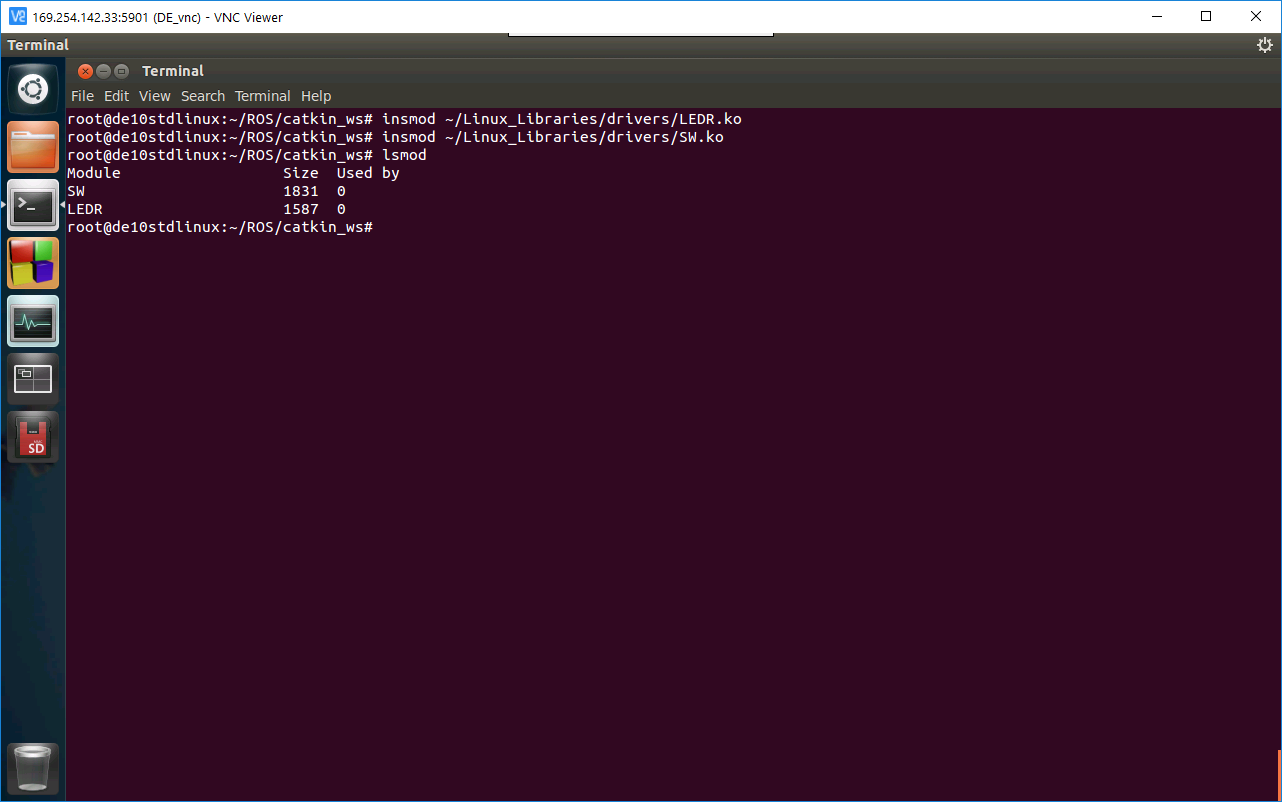 169.254.142.33:5901 (DE_vnc) - VNC Viewer
Terminal
Terminal
File Edit View Search Terminal Help
root@de10stdlinux:~/ROS/catkin_ws# insmod ~/Linux_Libraries/drivers/LEDR.ko
root@de10stdlinux:~/ROS/catkin_ws# insmod ~/Linux_Libraries/drivers/SW.ko
root@de10stdlinux:~/ROS/catkin_ws# lsmod
Module                  Size  Used by
SW                      1831  0
LEDR                    1587  0
root@de10stdlinux:~/ROS/catkin_ws#
SD